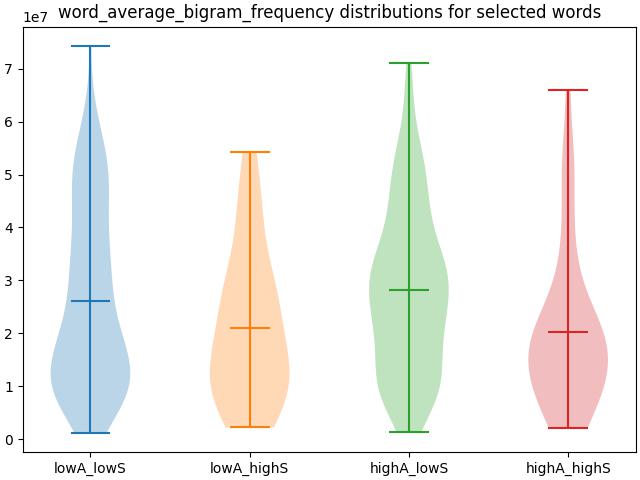 word_average_bigram_frequency distributions for selected words
1e7
7
6
5
4
3
2
1
0
lowA_lowS lowA_highS highA_lowS highA_highS